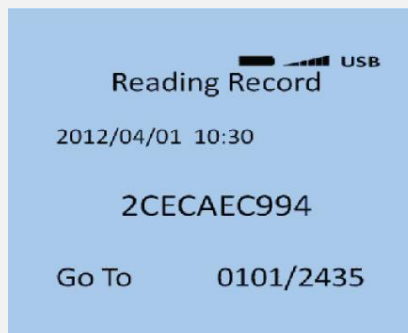 USB
Reading Record
2012/04/01 10:30
2CECAEC994
Go To 0101/2435